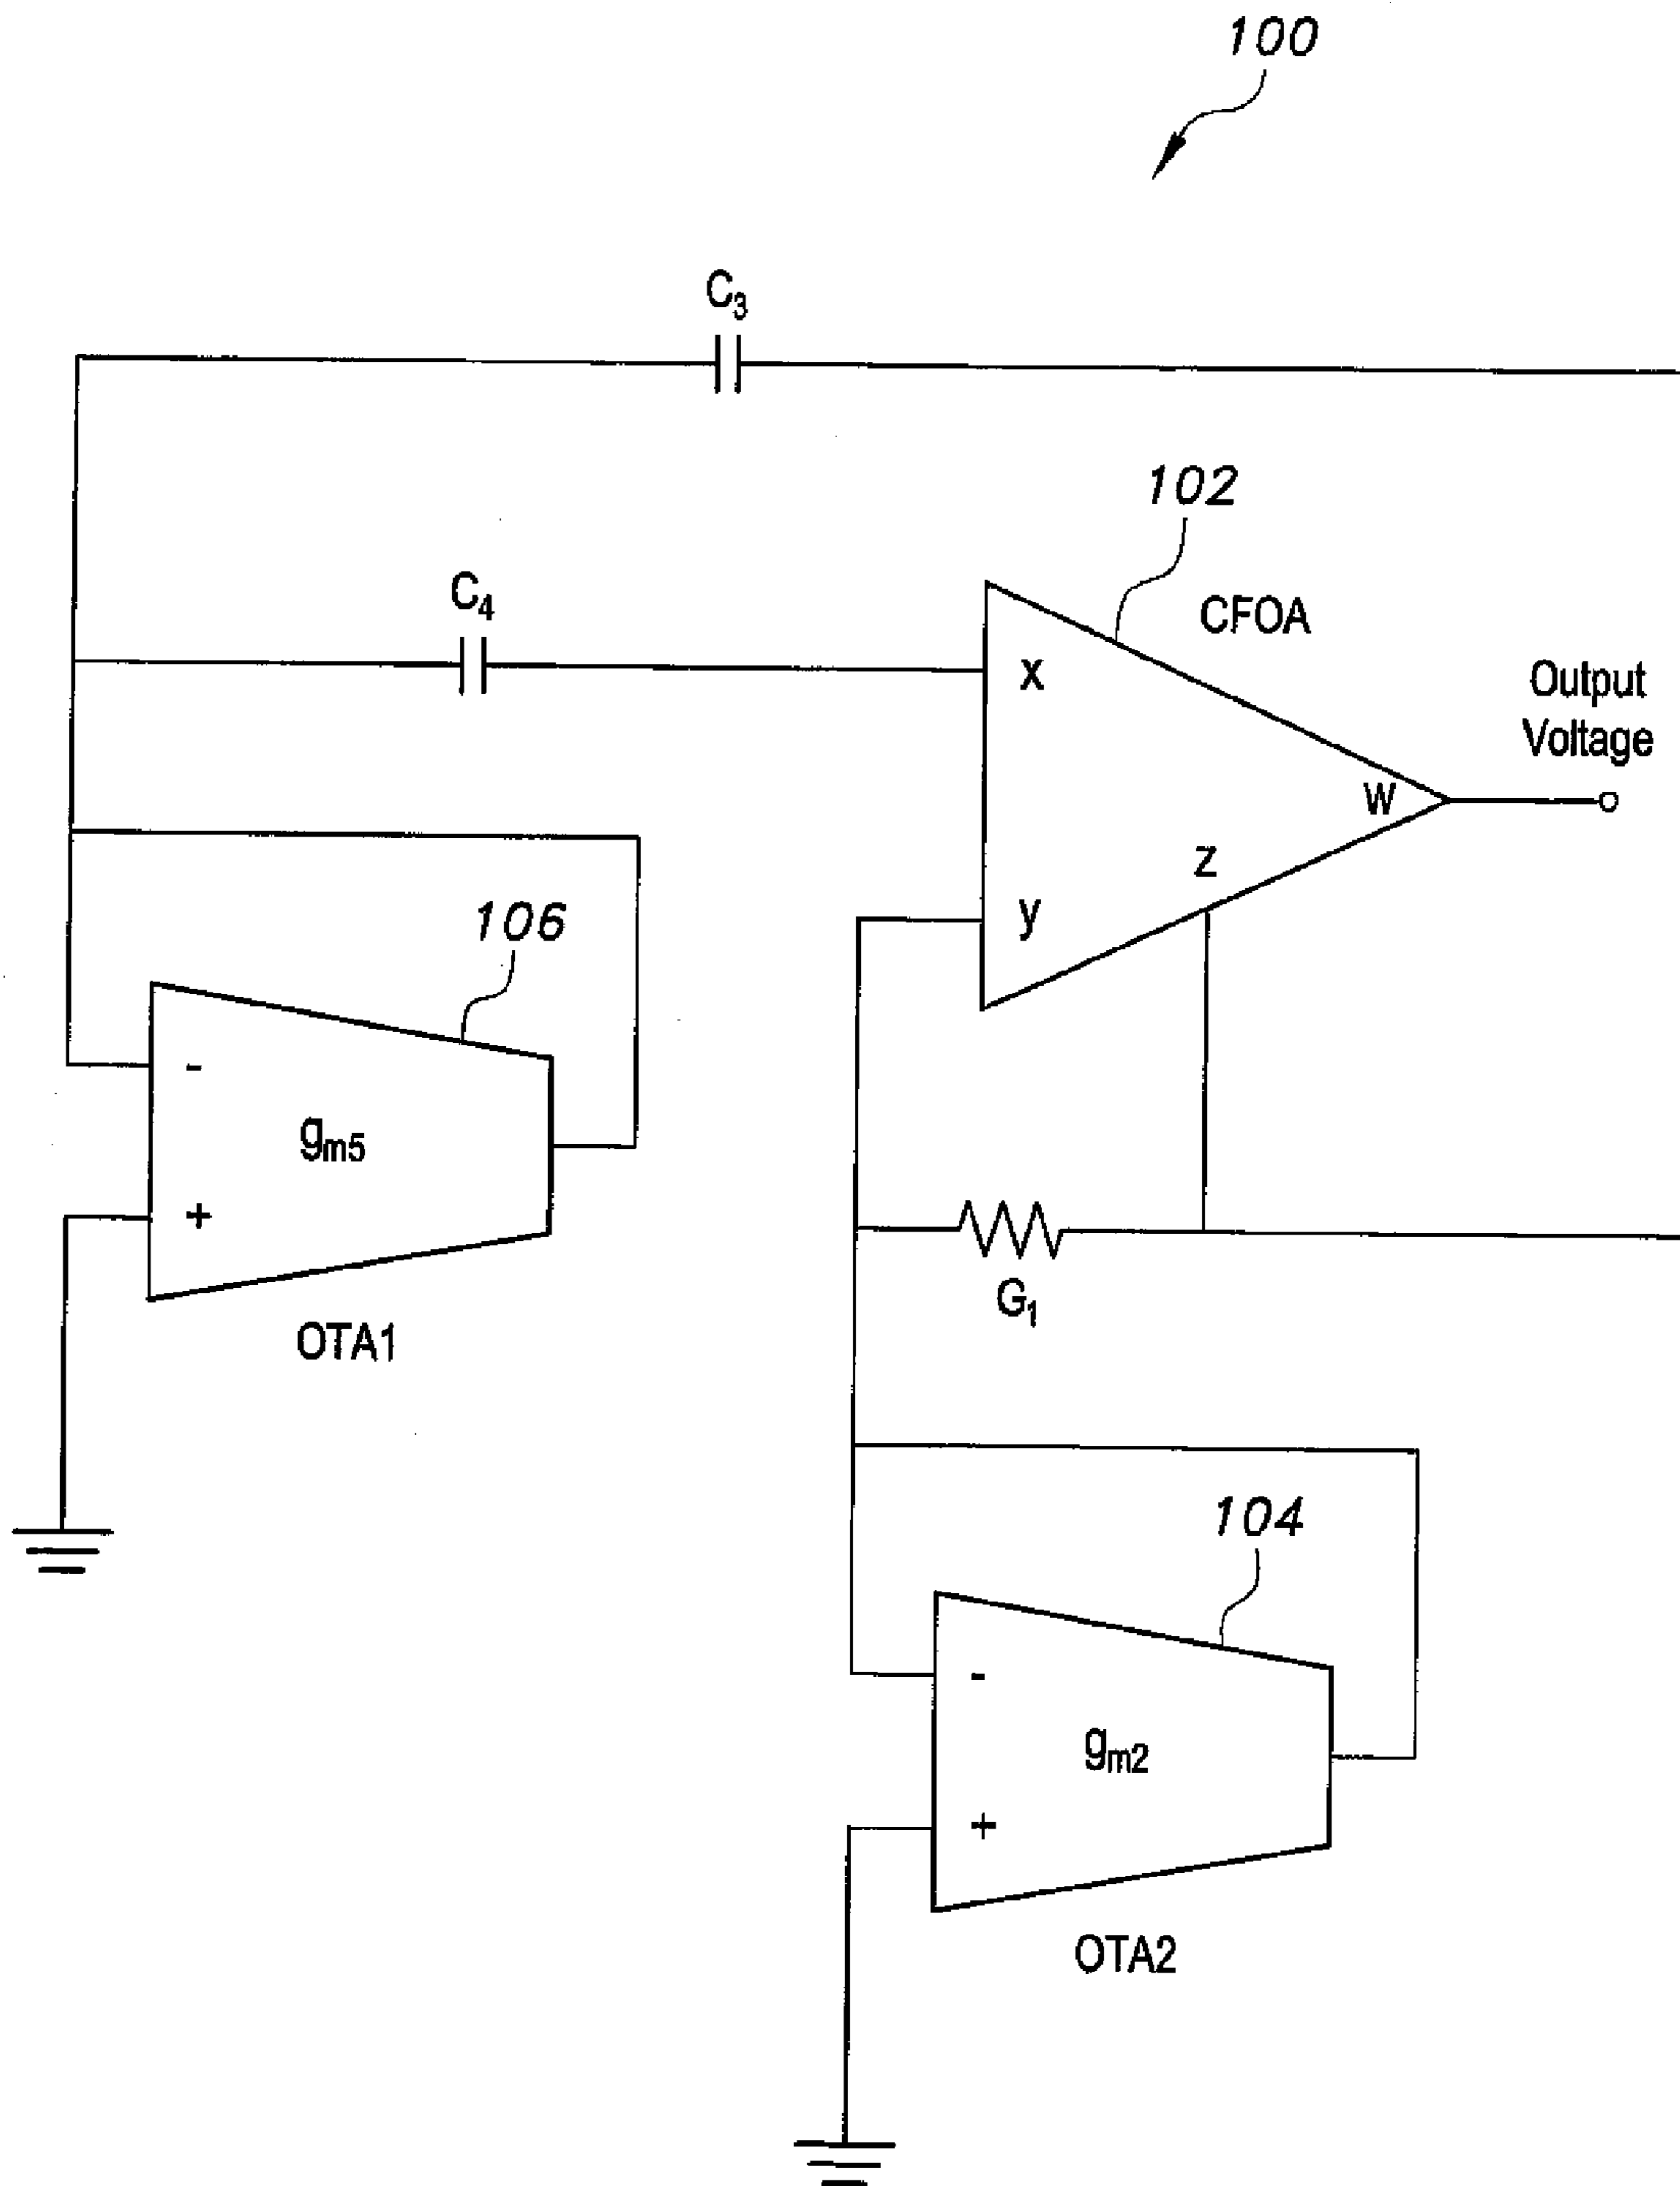 100
C₃
102
C₄
CFOA
x
Output
Voltage
W
z
y
106
-
gm5
+
G₁
OTA1
104
-
gm2
+
OTA2